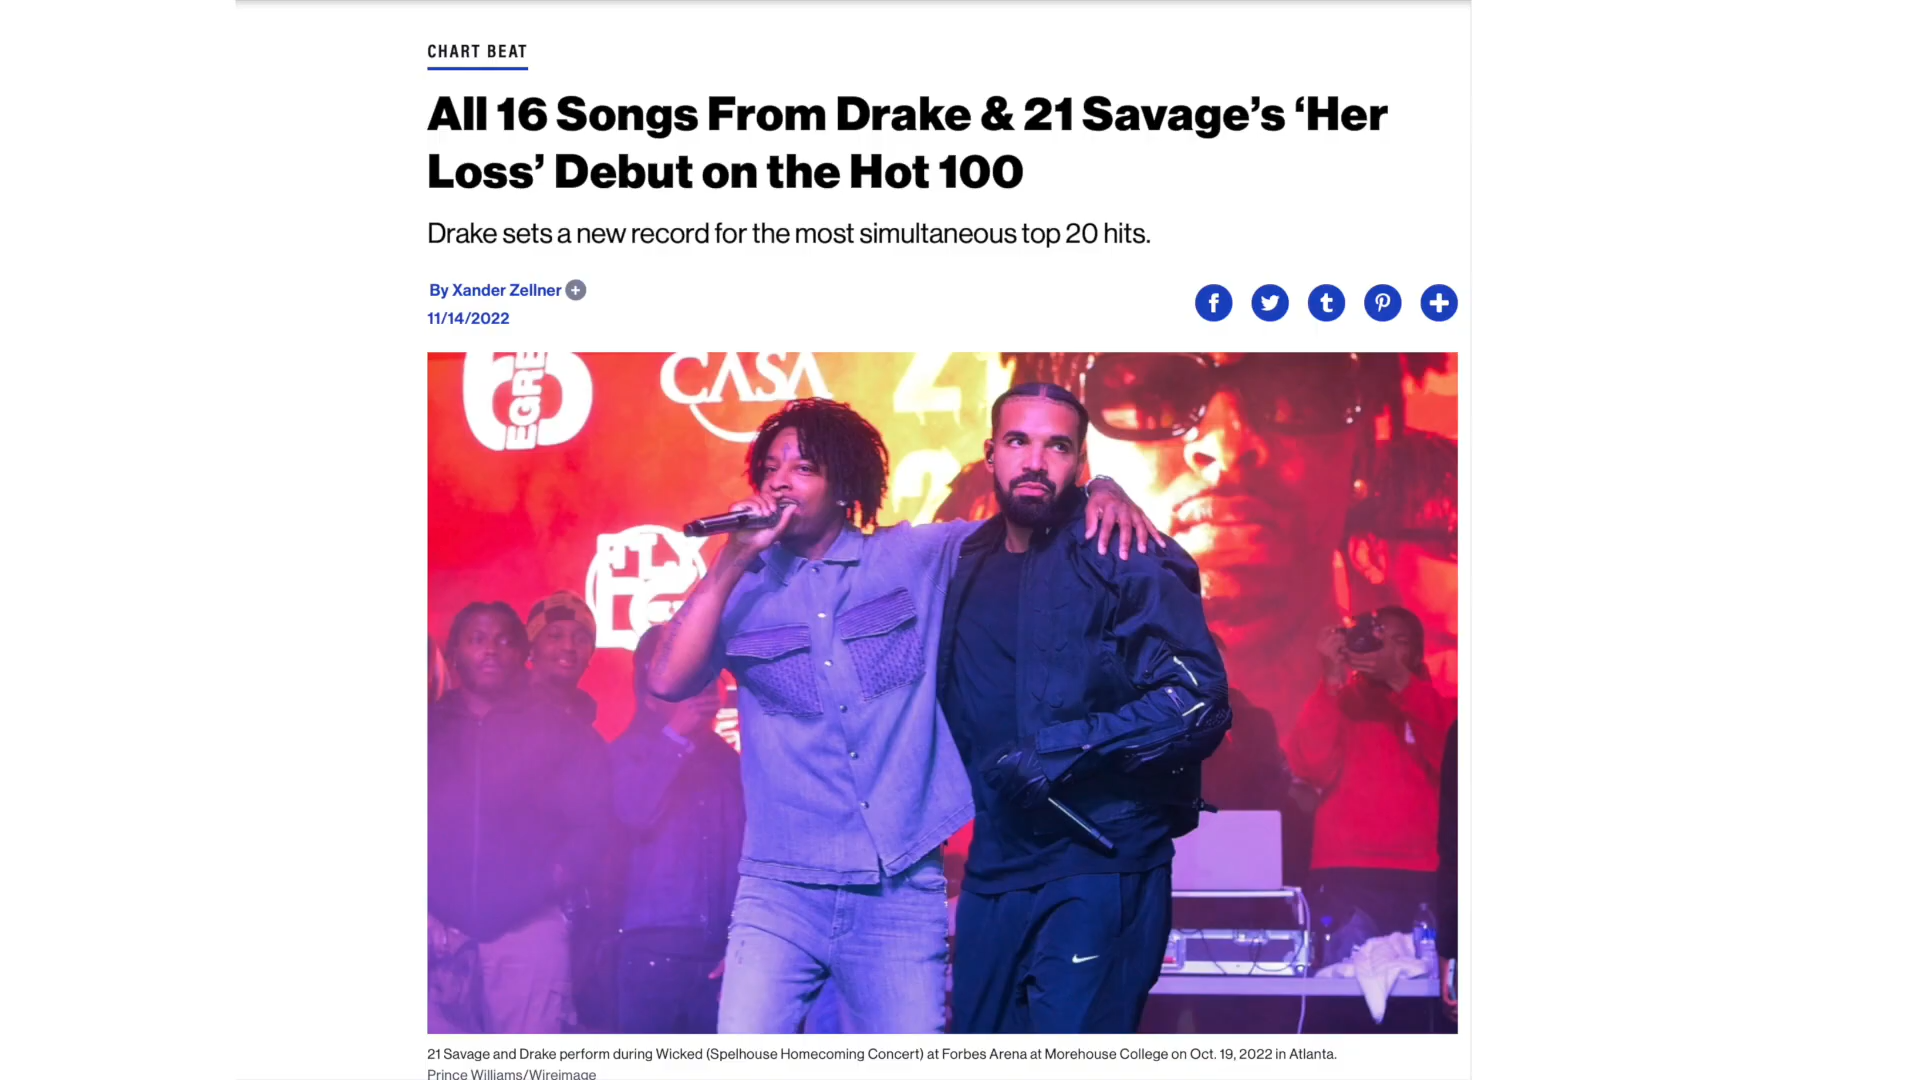 CHART BEAT
All 16 Songs From Drake & 21 Savage’s ‘Her
Loss’ Debut on the Hot 100
Drake sets a new record for the most simultaneous top 20 hits.
By Xander Zellner
11/14/2022
CASA
21
21 Savage and Drake perform during Wicked (Spelhouse Homecoming Concert) at Forbes Arena at Morehouse College on Oct. 19, 2022 in Atlanta.
Prince Williams/Wireimage